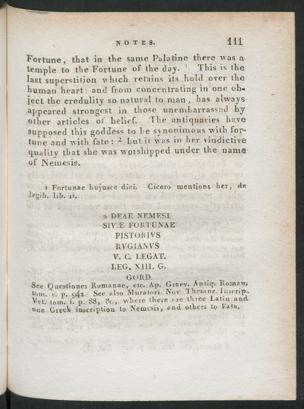 NOTES. 111
Fortune, that in the same Palatine there was a
temple to the Fortune of the day. ¹ This is the
last superstition which retains its hold over the
human heart: and from concentrating in one ob-
ject the credulity so natural to man, has always
appeared strongest in those unembarrassed by
other articles of belief. The antiquaries have
supposed this goddess to be synonimous with for-
tune and with fate: ² but it was in her vindictive
quality that she was worshipped under the name
of Nemesis.
1 Fortunae hujusce diei. Cicero mentions her, de
legib. lib. ii.
2 DEAE NEMESI
SIVE FORTUNAE
PISTORIVS
RVGIANVS
V. C. LEGAT.
LEG. XIII. G.
GORD.
See Questiones Romanae, etc. Ap. Graev. Antiq. Roman,
tom. v. p. 942. See also Muratori. Nov. Thesaur. Inscrip.
Vet. tom. i. p. 88, 89, where there are three Latin and
one Greek inscription to Nemesis, and others to Fate.